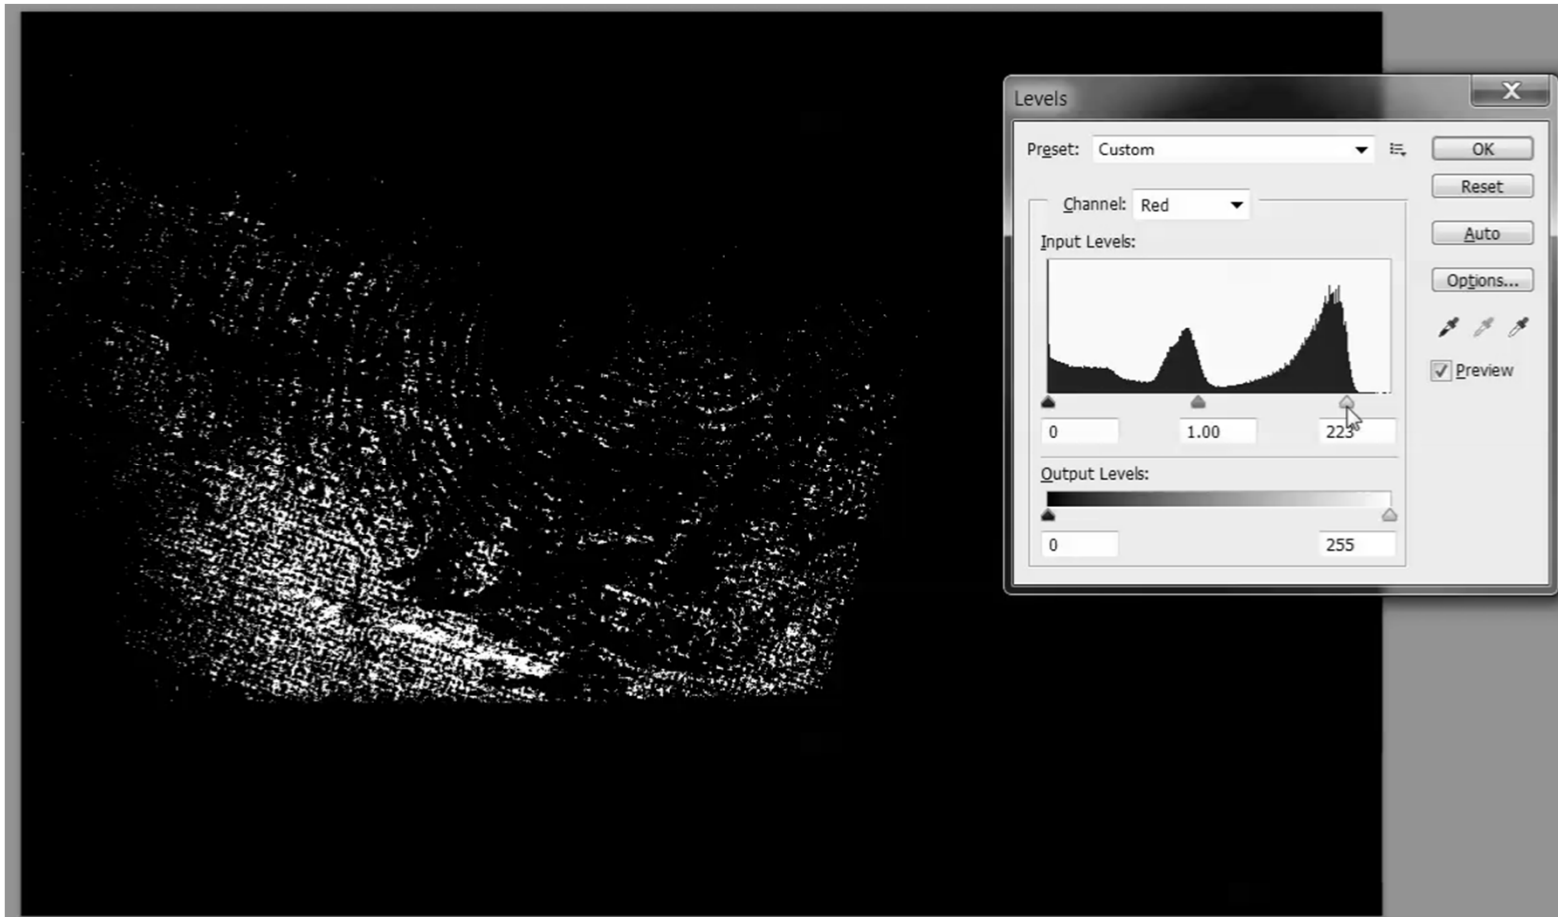 Levels
Preset: Custom
OK
Reset
Channel: Red
Auto
Input Levels:
Options...
Preview
0 1.00 223
Output Levels:
0 255